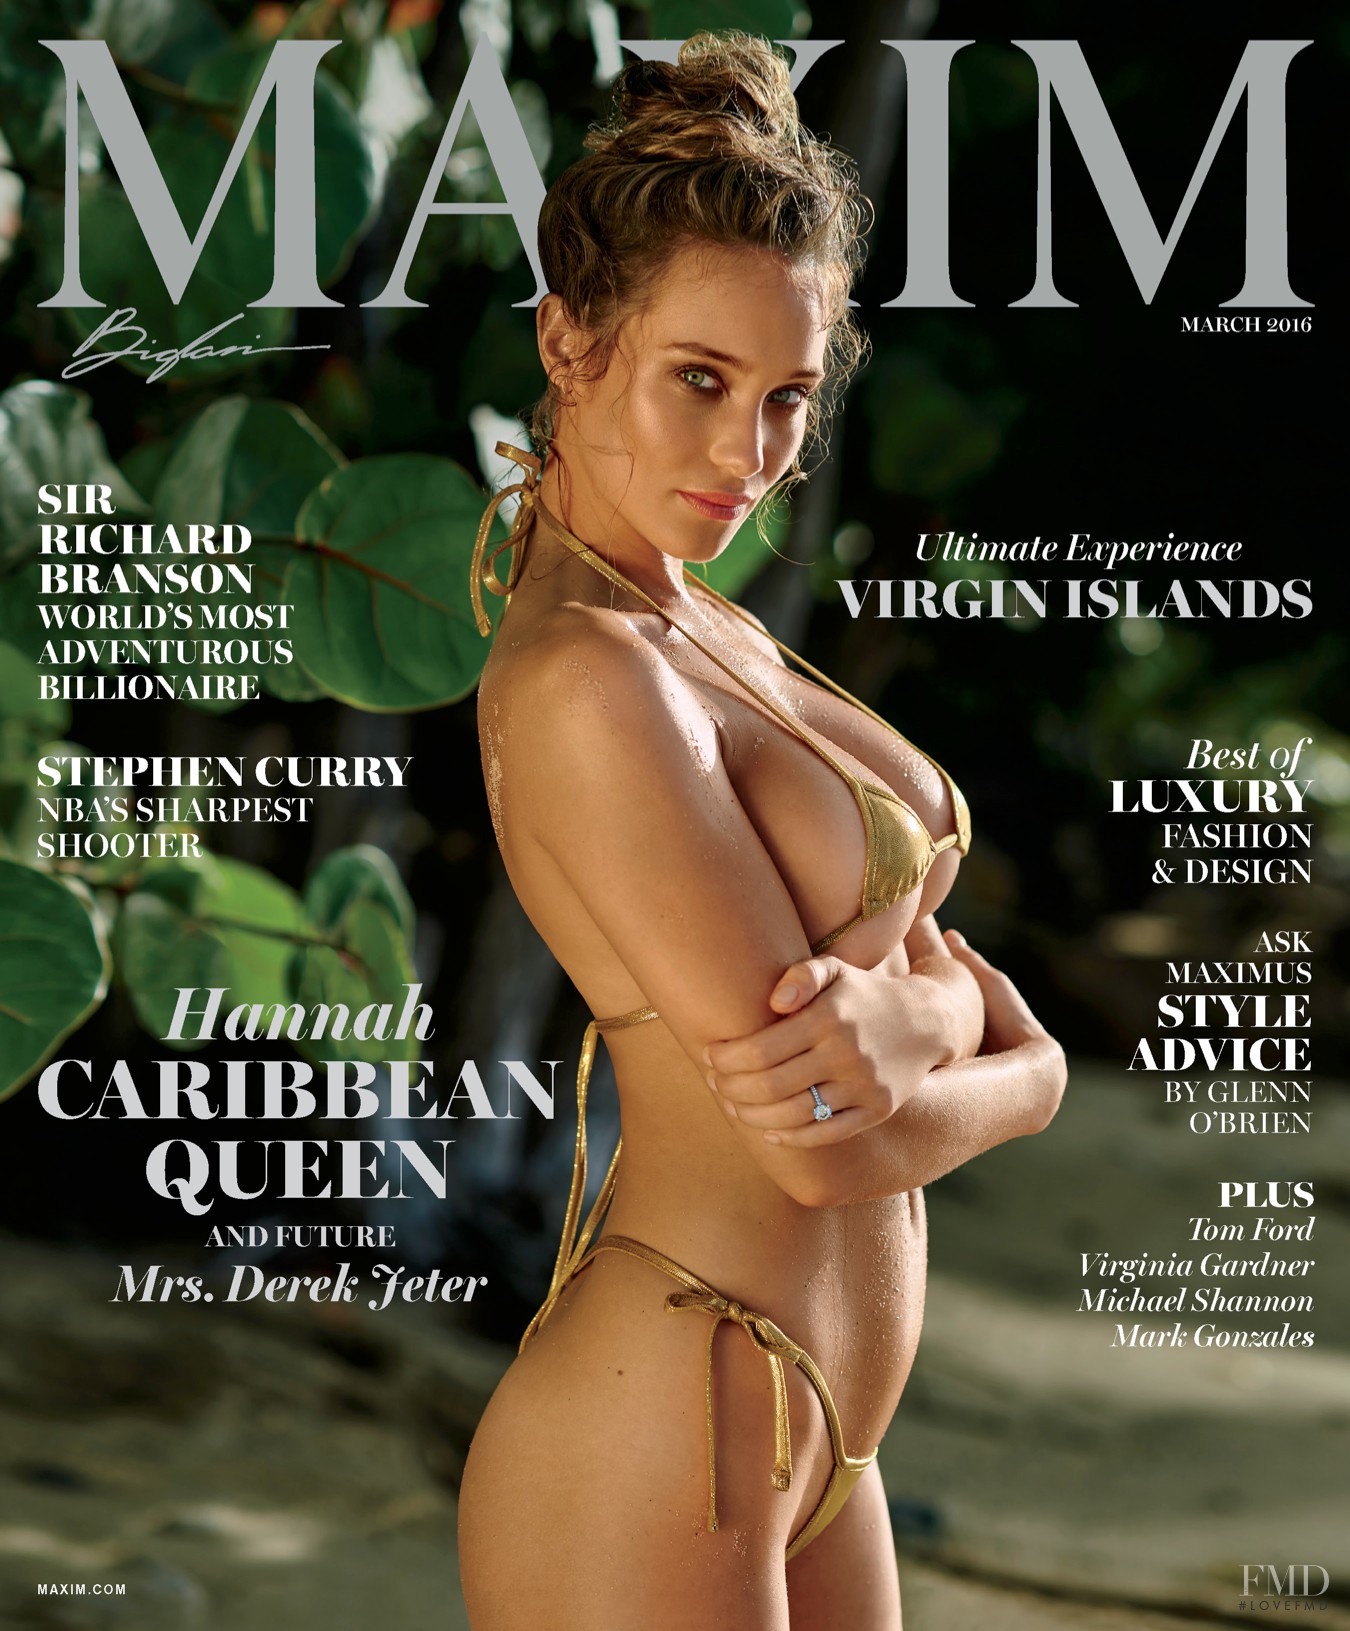 MAXIM
Biglari
MARCH 2016
SIR
RICHARD
BRANSON
WORLD'S MOST
ADVENTUROUS
BILLIONAIRE
STEPHEN CURRY
NBA'S SHARPEST
SHOOTER
Hannah
CARIBBEAN
QUEEN
AND FUTURE
Mrs. Derek Jeter
Ultimate Experience
VIRGIN ISLANDS
Best of
LUXURY
FASHION
& DESIGN
ASK
MAXIMUS
STYLE
ADVICE
BY GLENN
O'BRIEN
PLUS
Tom Ford
Virginia Gardner
Michael Shannon
Mark Gonzales
MAXIM.COM
FMD
#LOVEFMD